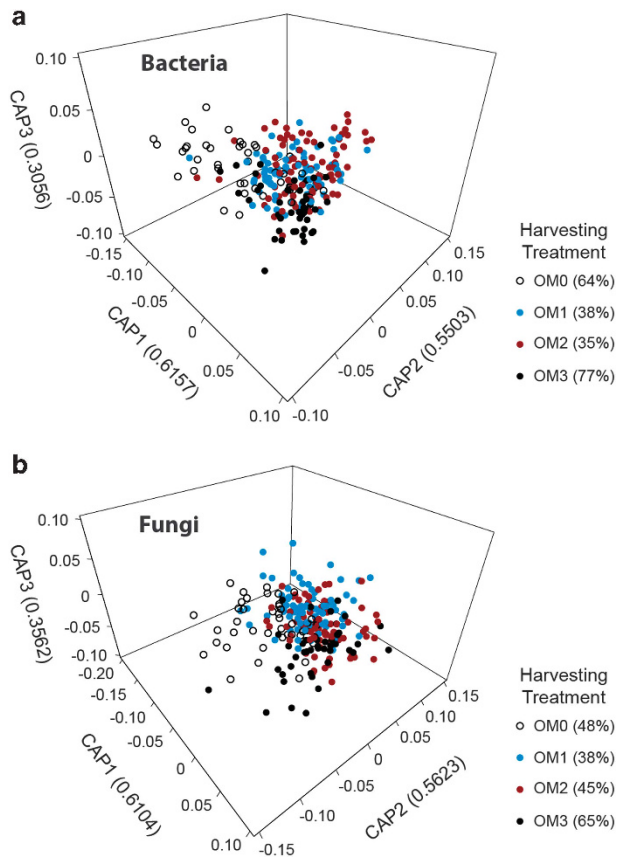 a
Bacteria
0.10
0.05
0
-0.05
-0.10
CAP3 (0.3056)
-0.15
-0.10
-0.05
0
0.05
0.10
CAP1 (0.6157)
-0.10
-0.05
0
0.05
0.10
0.15
CAP2 (0.5503)
Harvesting
Treatment
OM0 (64%)
OM1 (38%)
OM2 (35%)
OM3 (77%)
b
Fungi
0.10
0.05
0
-0.05
-0.10
CAP3 (0.3562)
-0.20
-0.15
-0.10
-0.05
0
0.05
0.10
CAP1 (0.6104)
-0.15
-0.10
-0.05
0
0.05
0.10
0.15
CAP2 (0.5623)
Harvesting
Treatment
OM0 (48%)
OM1 (38%)
OM2 (45%)
OM3 (65%)